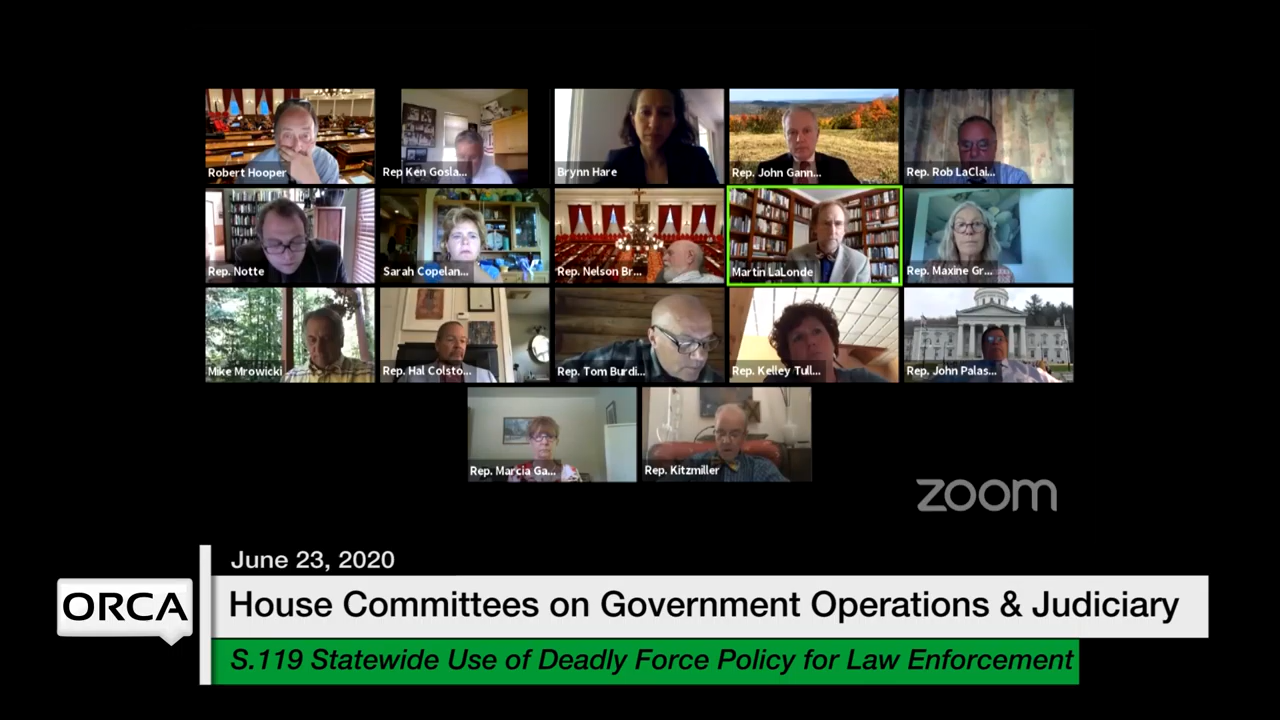 Robert Hooper
Rep Ken Gosla...
Brynn Hare
Rep. John Gann...
Rep. Rob LaClai...
Rep. Notte
Sarah Copelan...
Rep. Nelson Br...
Martin LaLonde
Rep. Maxine Gr...
Mike Mrowicki
Rep. Hal Colsto...
Rep. Tom Burdi...
Rep. Kelley Tull...
Rep. John Palas...
Rep. Marcia Ga...
Rep. Kitzmiller
zoom
June 23, 2020
ORCA
House Committees on Government Operations & Judiciary
S.119 Statewide Use of Deadly Force Policy for Law Enforcement